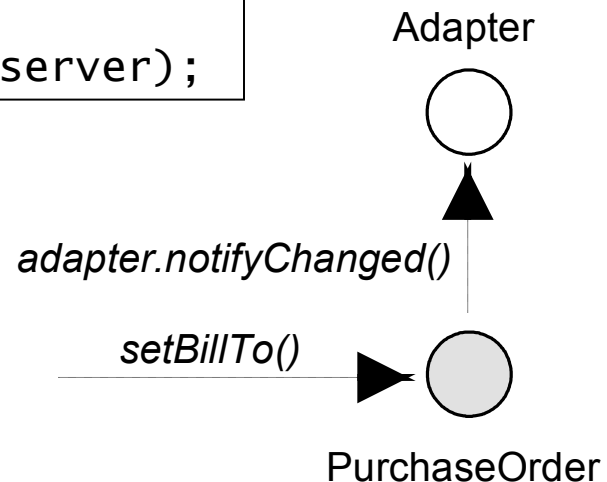 server);
Adapter
adapter.notifyChanged()
setBillTo()
PurchaseOrder